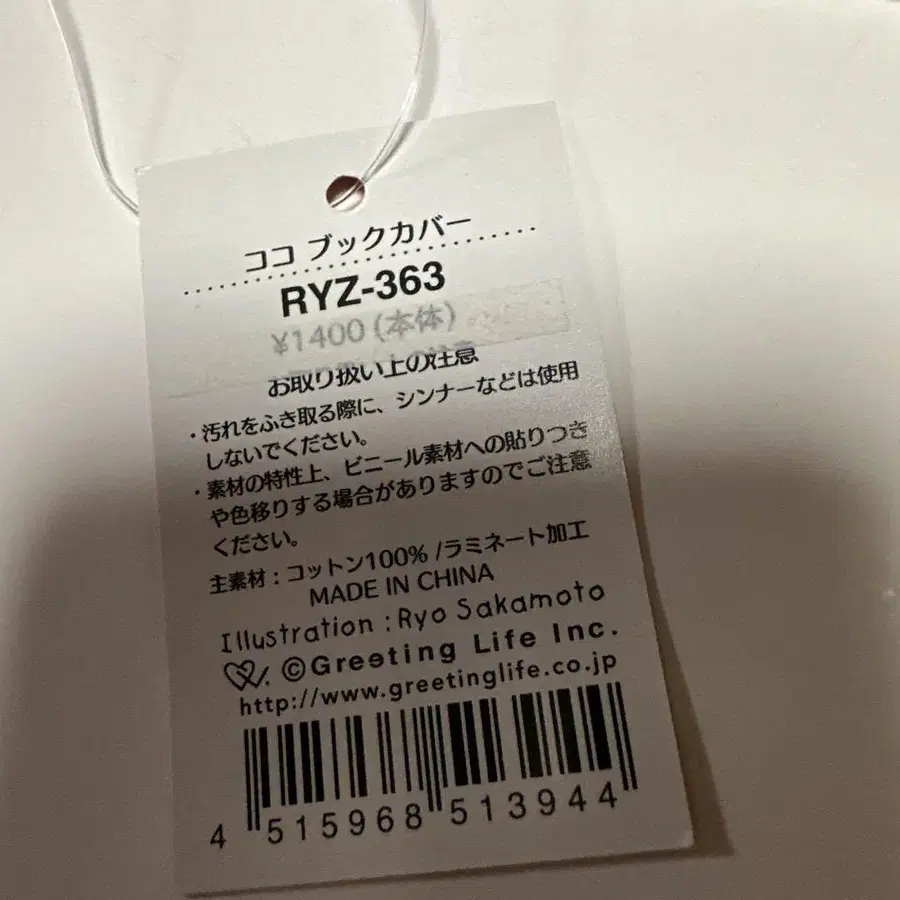 ココ ブックカバー
RYZ-363
¥1400(本体)
お取り扱い上の注意
・汚れをふき取る際に、シンナーなどは使用
しないでください。
・素材の特性上、ビニール素材への貼りつき
や色移りする場合がありますのでご注意
ください。
主素材：コットン100% /ラミネート加工
MADE IN CHINA
Illustration : Ryo Sakamoto
©Greeting Life Inc.
http://www.greetinglife.co.jp
4 515968 513944